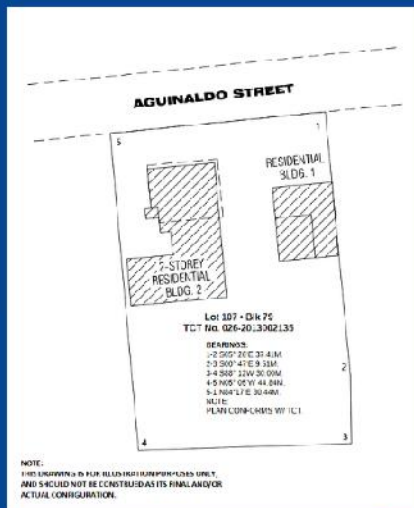 AGUINALDO STREET
5
1
RESIDENTIAL
BLDG. 1
2-STOREY
RESIDENTIAL
BLDG. 2
Lot 107 - Blk 79
TCT No. 026-2013002135
BEARINGS:
2
NOTE
PLAN CONFORMS W/ TCT
4
3
NOTE:
THIS DRAWING IS FOR ILLUSTRATION PURPOSES ONLY,
AND SHOULD NOT BE CONSTRUED AS ITS FINAL AND/OR
ACTUAL CONFIGURATION.